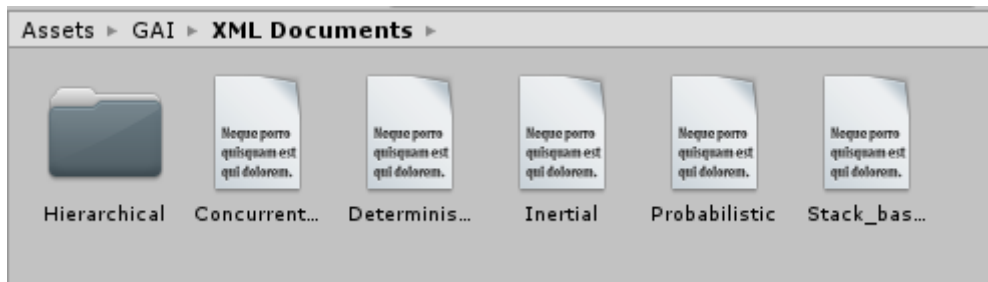 Assets ▸ GAI ▸ XML Documents ▸
Neque porro quisquam est qui dolorem.
Neque porro quisquam est qui dolorem.
Neque porro quisquam est qui dolorem.
Neque porro quisquam est qui dolorem.
Neque porro quisquam est qui dolorem.
Hierarchical Concurrent... Determinis... Inertial Probabilistic Stack_bas...